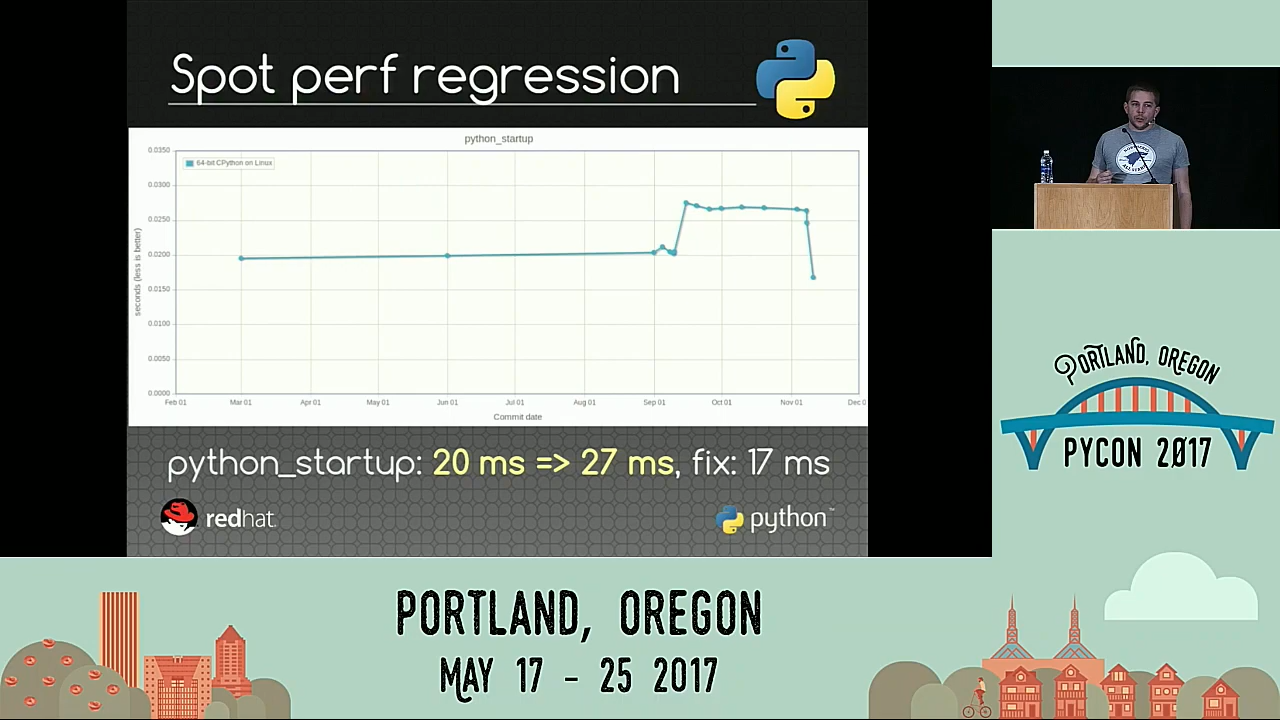 Spot perf regression
python_startup
64-bit CPython on Linux
0.0350
0.0300
0.0250
0.0200
0.0150
0.0100
0.0050
0.0000
seconds (less is better)
Feb 01 Mar 01 Apr 01 May 01 Jun 01 Jul 01 Aug 01 Sep 01 Oct 01 Nov 01 Dec 0
Commit date
python_startup: 20 ms => 27 ms, fix: 17 ms
redhat.
python™
PORTLAND, OREGON
PYCON 2017
PORTLAND, OREGON
MAY 17 - 25 2017